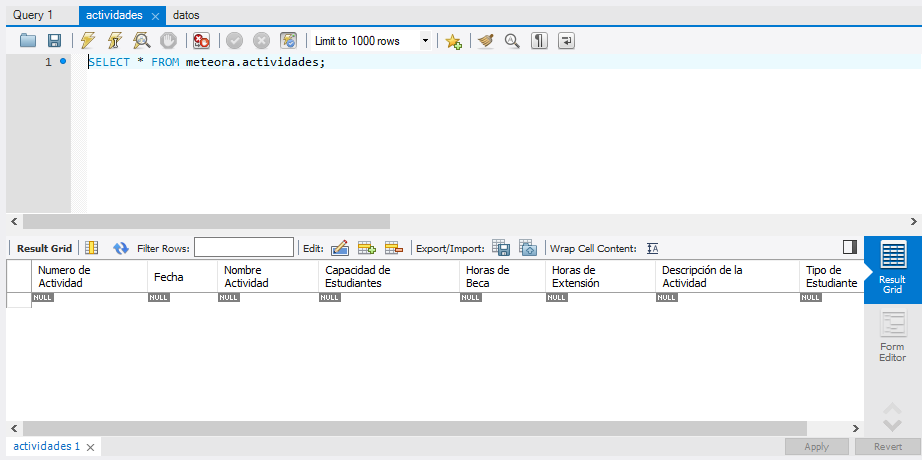 Query 1 actividades datos
Limit to 1000 rows
1 SELECT * FROM meteora.actividades;
Result Grid Filter Rows: Edit: Export/Import: Wrap Cell Content:
Numero de Actividad Fecha Nombre Actividad Capacidad de Estudiantes Horas de Beca Horas de Extensión Descripción de la Actividad Tipo de Estudiante
NULL NULL NULL NULL NULL NULL NULL NULL
Result Grid
Form Editor
actividades 1 Apply Revert